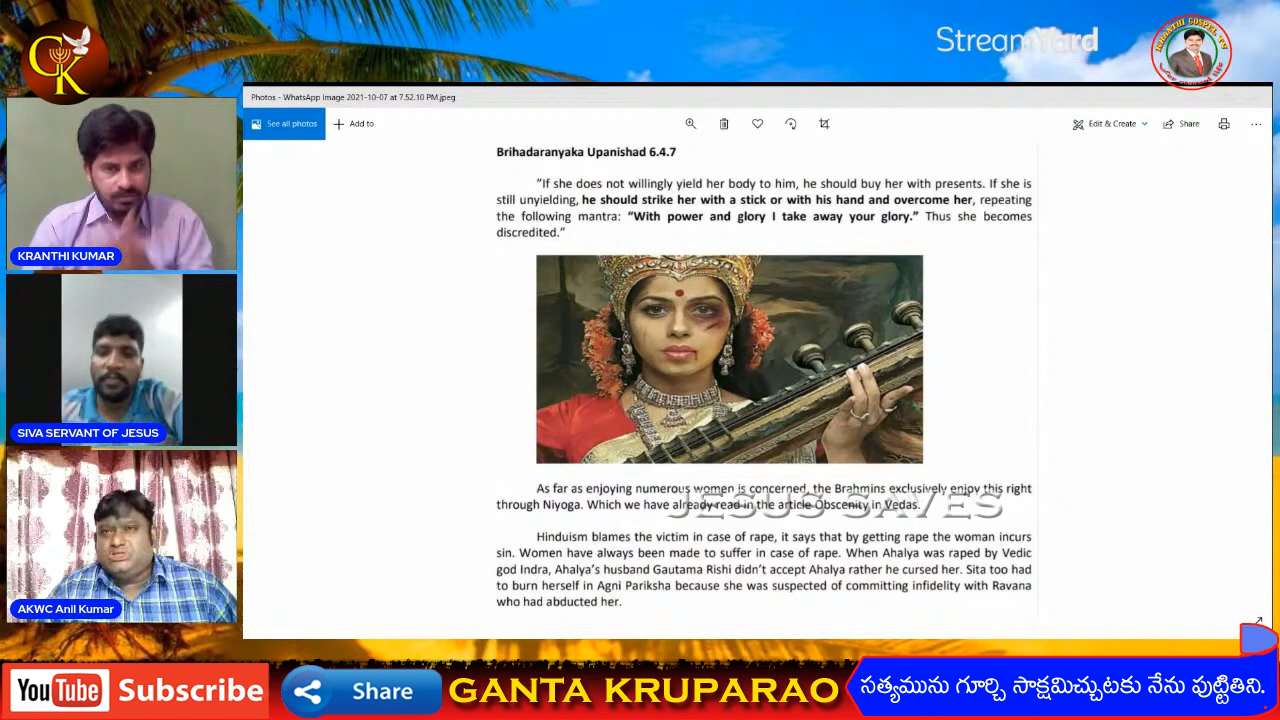 StreamYard
KRANTHI GOSPEL TV
GK
Photos - WhatsApp Image 2021-10-07 at 7.52.10 PM.jpeg
See all photos
Add to
Edit & Create
Share
Brihadaranyaka Upanishad 6.4.7
"If she does not willingly yield her body to him, he should buy her with presents. If she is
still unyielding, he should strike her with a stick or with his hand and overcome her, repeating
the following mantra: “With power and glory I take away your glory.” Thus she becomes
discredited.”
As far as enjoying numerous women is concerned, the Brahmins exclusively enjoy this right
through Niyoga. Which we have already read in the article Obscenity in Vedas.
JESUS SAVES
Hinduism blames the victim in case of rape, it says that by getting rape the woman incurs
sin. Women have always been made to suffer in case of rape. When Ahalya was raped by Vedic
god Indra, Ahalya’s husband Gautama Rishi didn’t accept Ahalya rather he cursed her. Sita too had
to burn herself in Agni Pariksha because she was suspected of committing infidelity with Ravana
who had abducted her.
KRANTHI KUMAR
SIVA SERVANT OF JESUS
AKWC Anil Kumar
YouTube Subscribe
Share
GANTA KRUPARAO
సత్యమును గూర్చి సాక్షమిచ్చుటకు నేను పుట్టితిని.